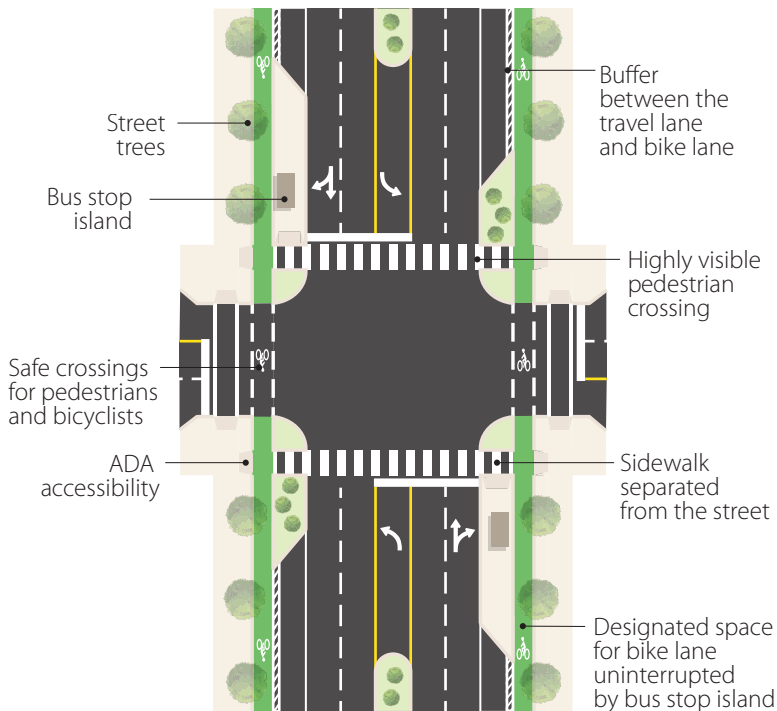 Street
trees
Bus stop
island
Safe crossings
for pedestrians
and bicyclists
ADA
accessibility
Buffer
between the
travel lane
and bike lane
Highly visible
pedestrian
crossing
Sidewalk
separated
from the street
Designated space
for bike lane
uninterrupted
by bus stop island